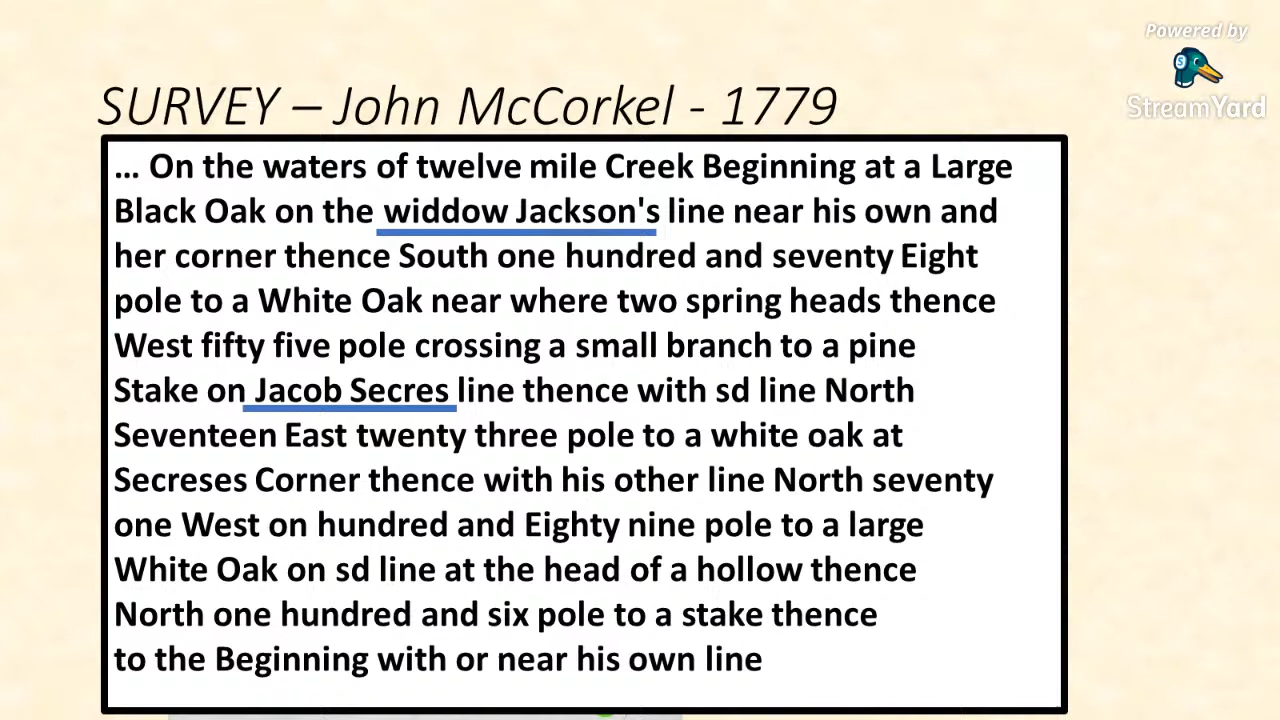 Powered by
StreamYard
SURVEY – John McCorkel - 1779
... On the waters of twelve mile Creek Beginning at a Large
Black Oak on the widdow Jackson's line near his own and
her corner thence South one hundred and seventy Eight
pole to a White Oak near where two spring heads thence
West fifty five pole crossing a small branch to a pine
Stake on Jacob Secres line thence with sd line North
Seventeen East twenty three pole to a white oak at
Secreses Corner thence with his other line North seventy
one West on hundred and Eighty nine pole to a large
White Oak on sd line at the head of a hollow thence
North one hundred and six pole to a stake thence
to the Beginning with or near his own line